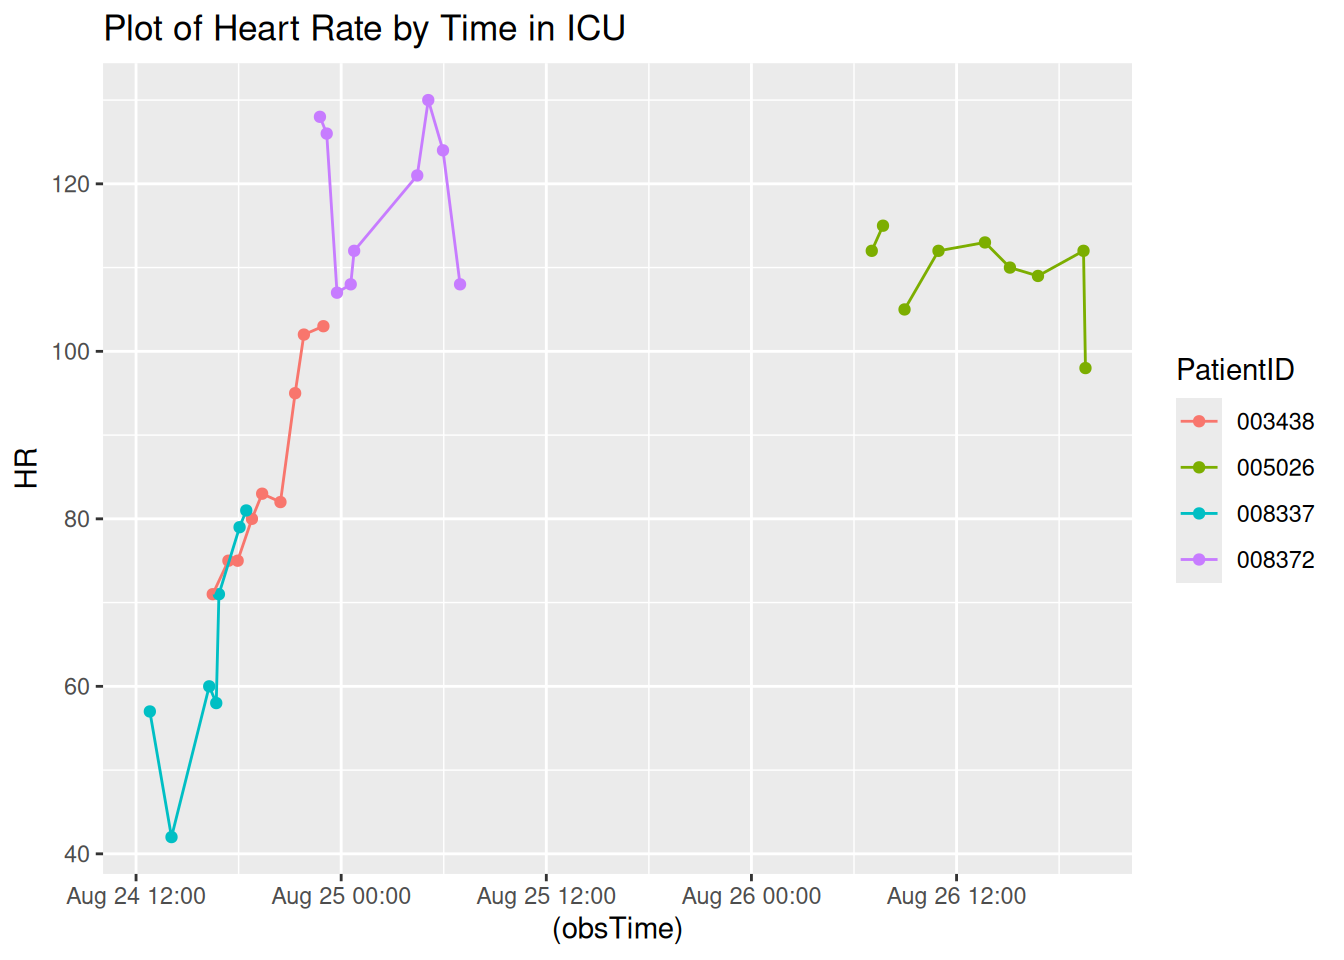 Plot of Heart Rate by Time in ICU
HR
120
100
80
60
40
Aug 24 12:00 Aug 25 00:00 Aug 25 12:00 Aug 26 00:00 Aug 26 12:00
(obsTime)
PatientID
003438
005026
008337
008372